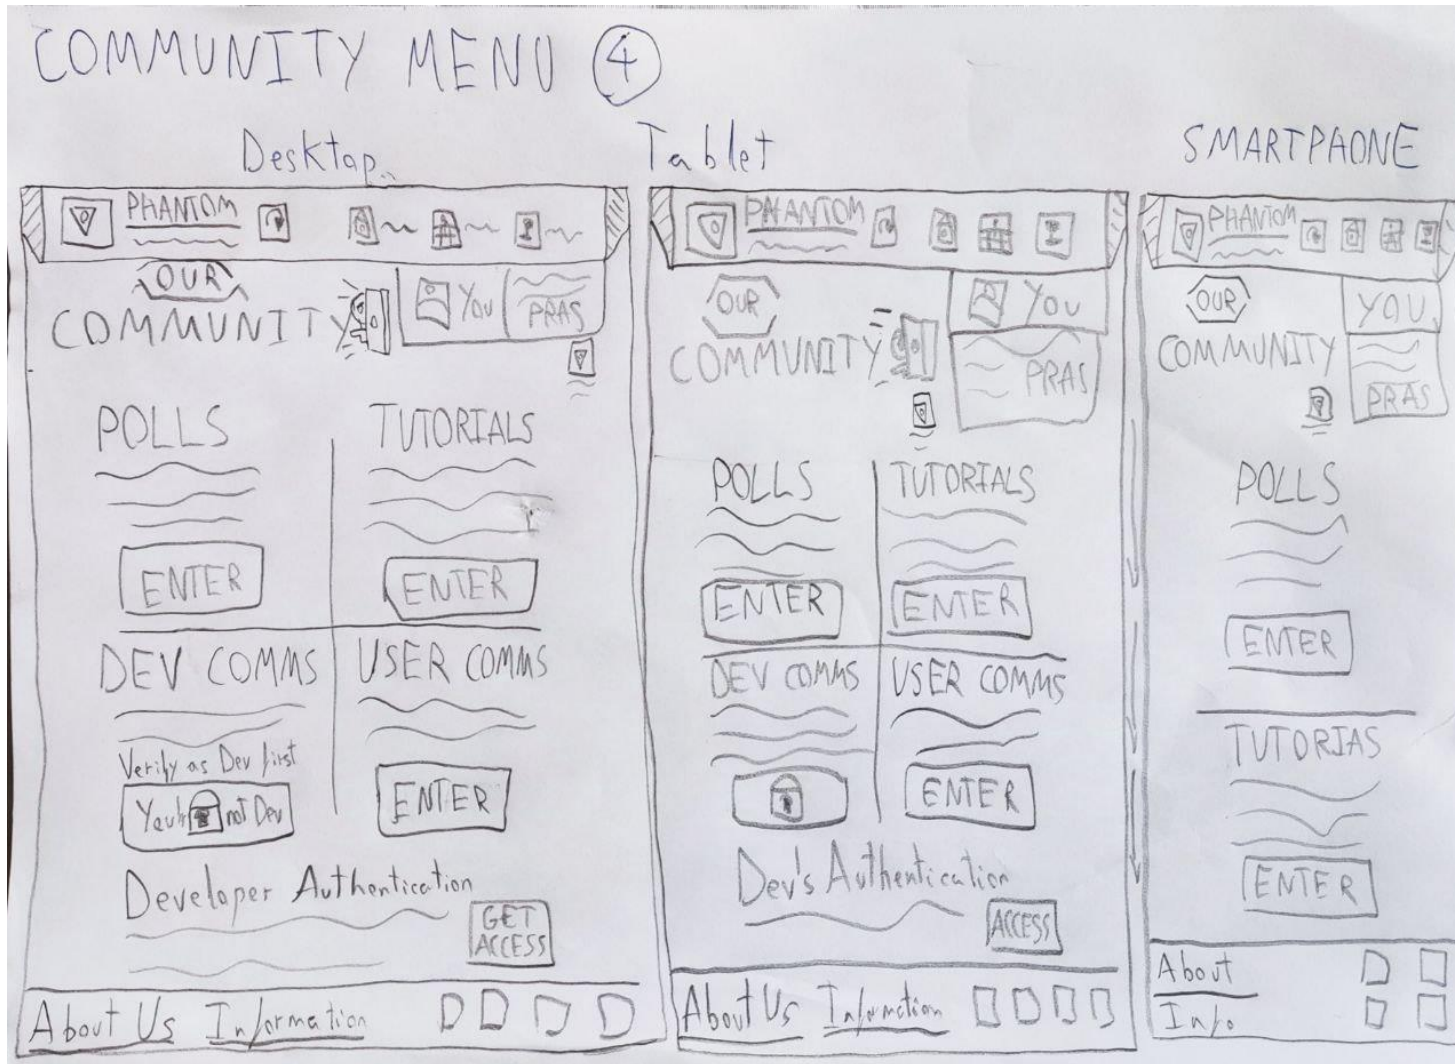 COMMUNITY MENU 4
Desktop
PHANTOM
OUR
COMMUNITY
You
PRAS
POLLS
TUTORIALS
ENTER
ENTER
DEV COMMS
USER COMMS
Verify as Dev first
not Dev
ENTER
Developer Authentication
GET
ACCESS
About Us Information
Tablet
PHANTOM
OUR
COMMUNITY
You
PRAS
POLLS
TUTORIALS
ENTER
ENTER
DEV COMMS
USER COMMS
ENTER
Dev's Authentication
ACCESS
About Us Information
SMARTPHONE
PHANTOM
OUR
COMMUNITY
YOU
PRAS
POLLS
ENTER
TUTORIAS
ENTER
About
Info